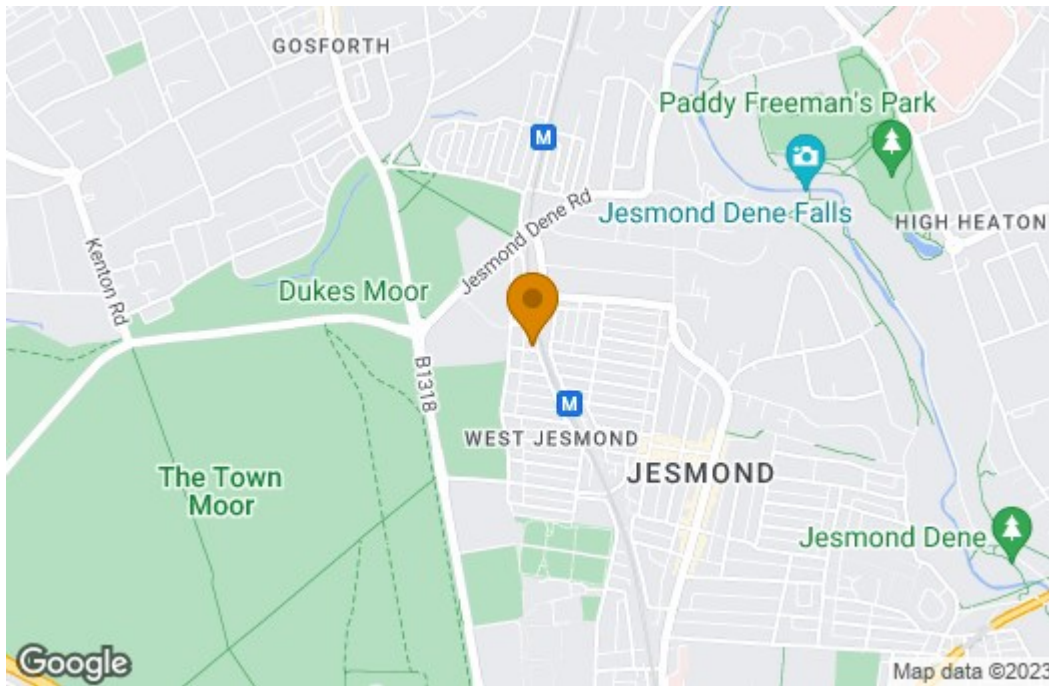 GOSFORTH
M
Paddy Freeman's Park
Jesmond Dene Rd
Jesmond Dene Falls
HIGH HEATON
Kenton Rd
Dukes Moor
B1318
M
WEST JESMOND
JESMOND
The Town
Moor
Jesmond Dene
Google
Map data ©2023